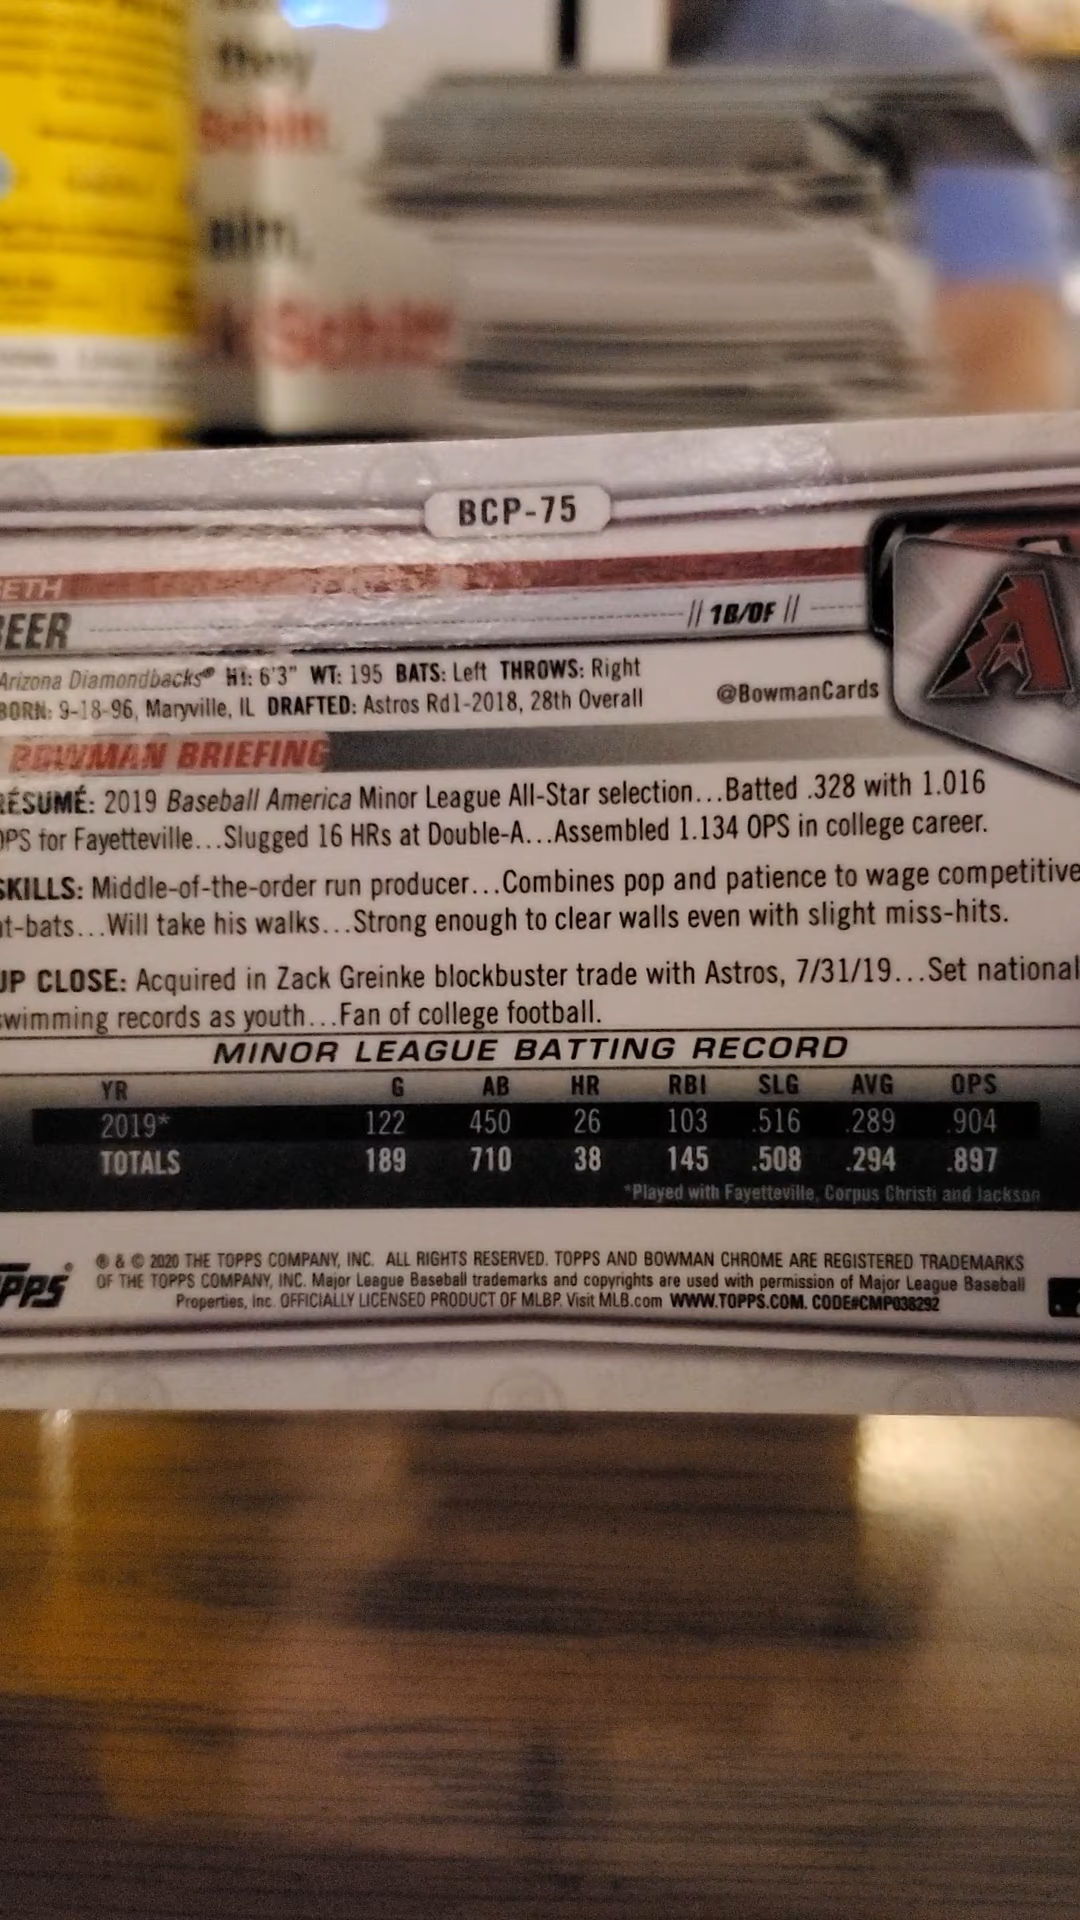 they
him.
BCP-75
ETH
BEER // 1B/OF //
Arizona Diamondbacks® HT: 6'3" WT: 195 BATS: Left THROWS: Right
BORN: 9-18-96, Maryville, IL DRAFTED: Astros Rd1-2018, 28th Overall @BowmanCards
BOWMAN BRIEFING
RÉSUMÉ: 2019 Baseball America Minor League All-Star selection...Batted .328 with 1.016
OPS for Fayetteville...Slugged 16 HRs at Double-A...Assembled 1.134 OPS in college career.
SKILLS: Middle-of-the-order run producer...Combines pop and patience to wage competitive
at-bats...Will take his walks...Strong enough to clear walls even with slight miss-hits.
UP CLOSE: Acquired in Zack Greinke blockbuster trade with Astros, 7/31/19...Set national
swimming records as youth...Fan of college football.
MINOR LEAGUE BATTING RECORD
YR G AB HR RBI SLG AVG OPS
2019* 122 450 26 103 .516 .289 .904
TOTALS 189 710 38 145 .508 .294 .897
*Played with Fayetteville, Corpus Christi and Jackson
® & © 2020 THE TOPPS COMPANY, INC. ALL RIGHTS RESERVED. TOPPS AND BOWMAN CHROME ARE REGISTERED TRADEMARKS
OF THE TOPPS COMPANY, INC. Major League Baseball trademarks and copyrights are used with permission of Major League Baseball
Properties, Inc. OFFICIALLY LICENSED PRODUCT OF MLBP. Visit MLB.com WWW.TOPPS.COM. CODE#CMP038292
TOPPS®